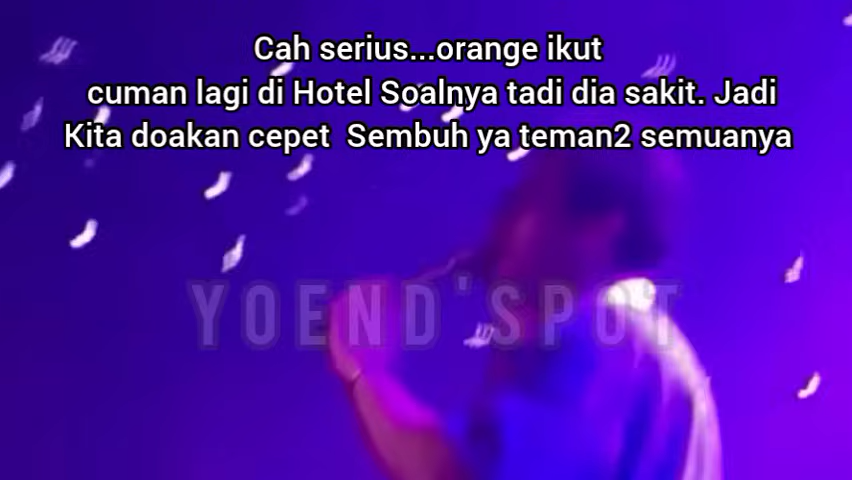 Cah serius...orange ikut
cuman lagi di Hotel Soalnya tadi dia sakit. Jadi
Kita doakan cepet  Sembuh ya teman2 semuanya
YOEND'SPOT